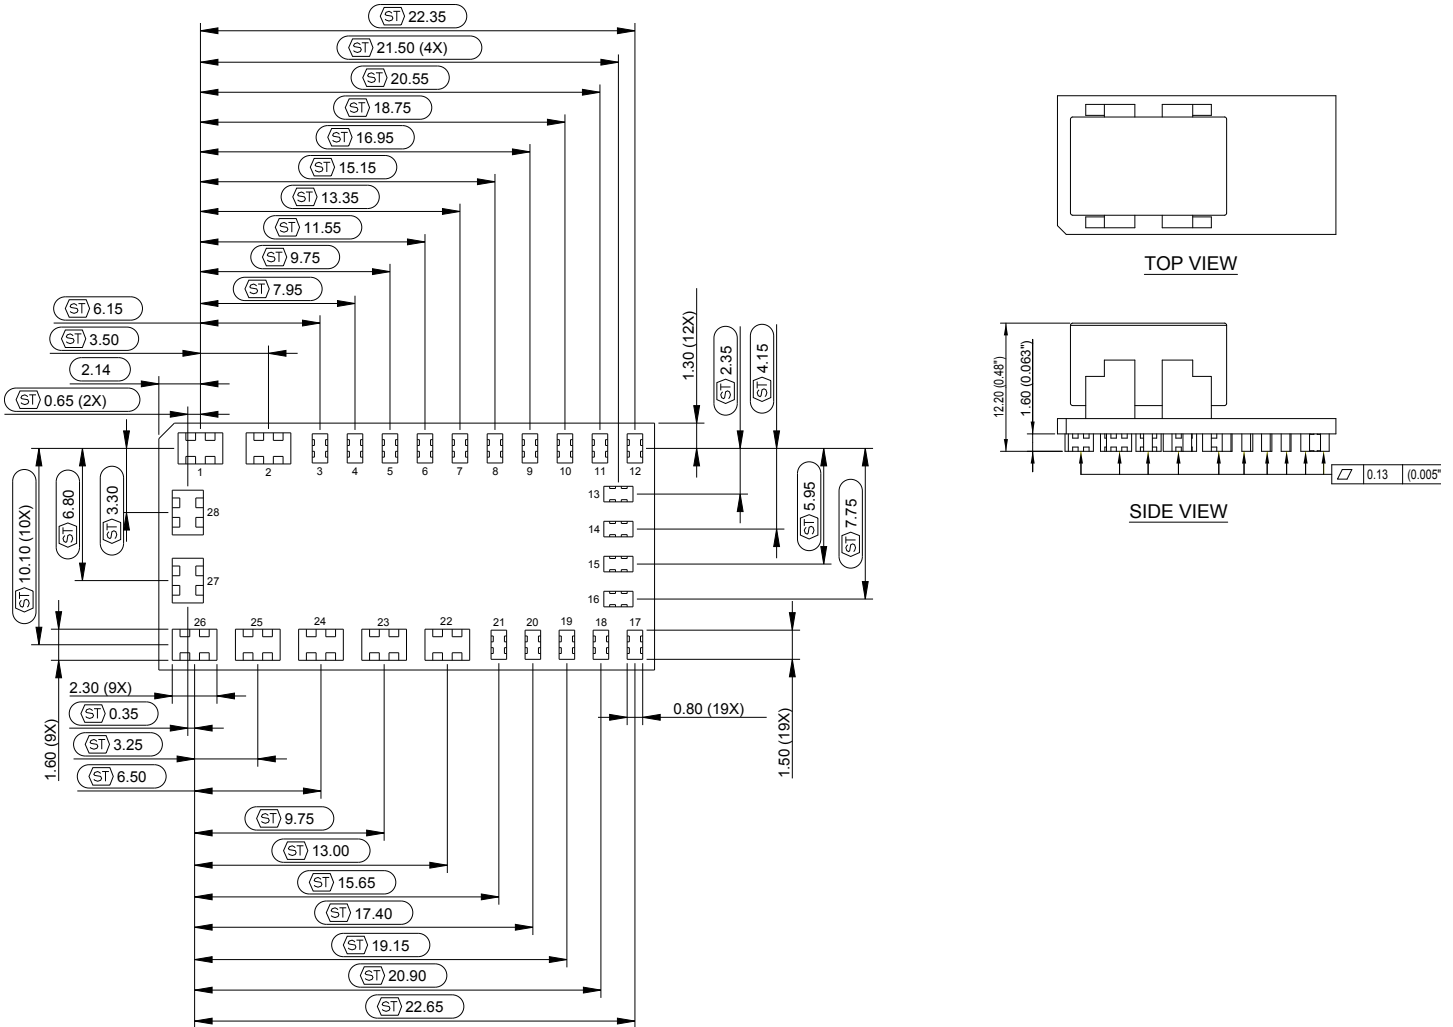 ST 22.35
ST 21.50 (4X)
ST 20.55
ST 18.75
ST 16.95
ST 15.15
ST 13.35
ST 11.55
ST 9.75
ST 7.95
ST 6.15
ST 3.50
2.14
ST 0.65 (2X)
1.30 (12X)
ST 2.35
ST 4.15
1
2
3
4
5
6
7
8
9
10
11
12
13
14
15
16
28
27
26
25
24
23
22
21
20
19
18
17
ST 10.10 (10X)
ST 6.80
ST 3.30
ST 5.95
ST 7.75
1.60 (9X)
2.30 (9X)
ST 0.35
ST 3.25
ST 6.50
ST 9.75
ST 13.00
ST 15.65
ST 17.40
ST 19.15
ST 20.90
ST 22.65
0.80 (19X)
1.50 (19X)
TOP VIEW
12.20 (0.48")
1.60 (0.063")
0.13 (0.005"
SIDE VIEW